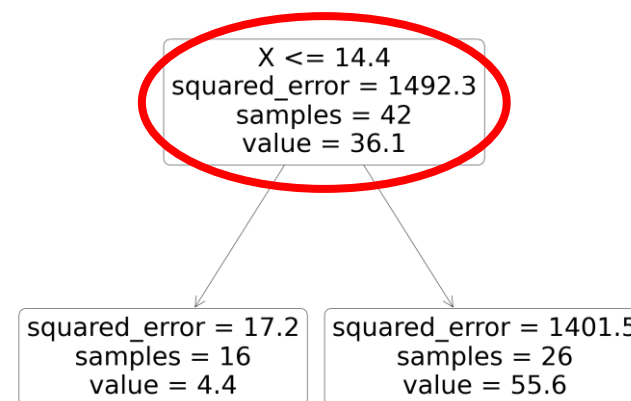 X <= 14.4
squared_error = 1492.3
samples = 42
value = 36.1
squared_error = 17.2
samples = 16
value = 4.4
squared_error = 1401.5
samples = 26
value = 55.6